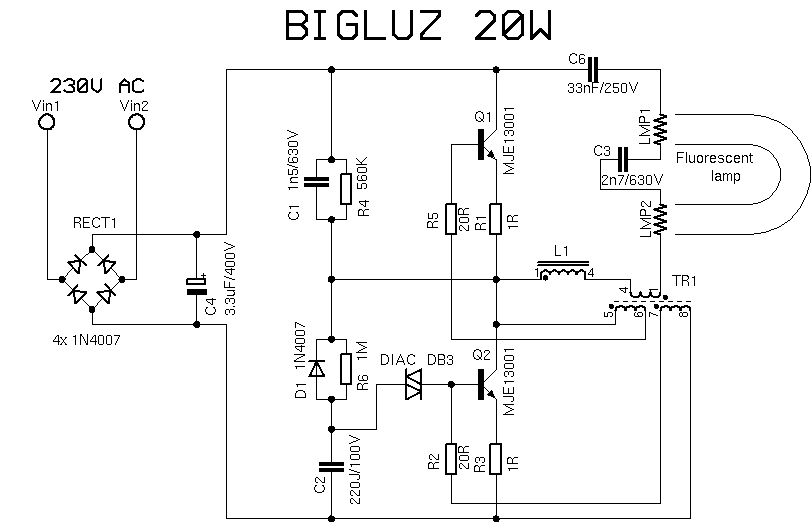 BIGLUZ 20W
230V AC
Vin1
Vin2
RECT1
4x 1N4007
C4
3.3uF/400V
+
C1
1n5/630V
R4
560K
D1
1N4007
R6
1M
C2
220J/100V
DIAC DB3
Q1
MJE13001
R5
20R
R1
1R
Q2
MJE13001
R2
20R
R3
1R
L1
1
4
C6
33nF/250V
LMP1
C3
2n7/630V
LMP2
Fluorescent
lamp
TR1
4
1
5
6
7
8